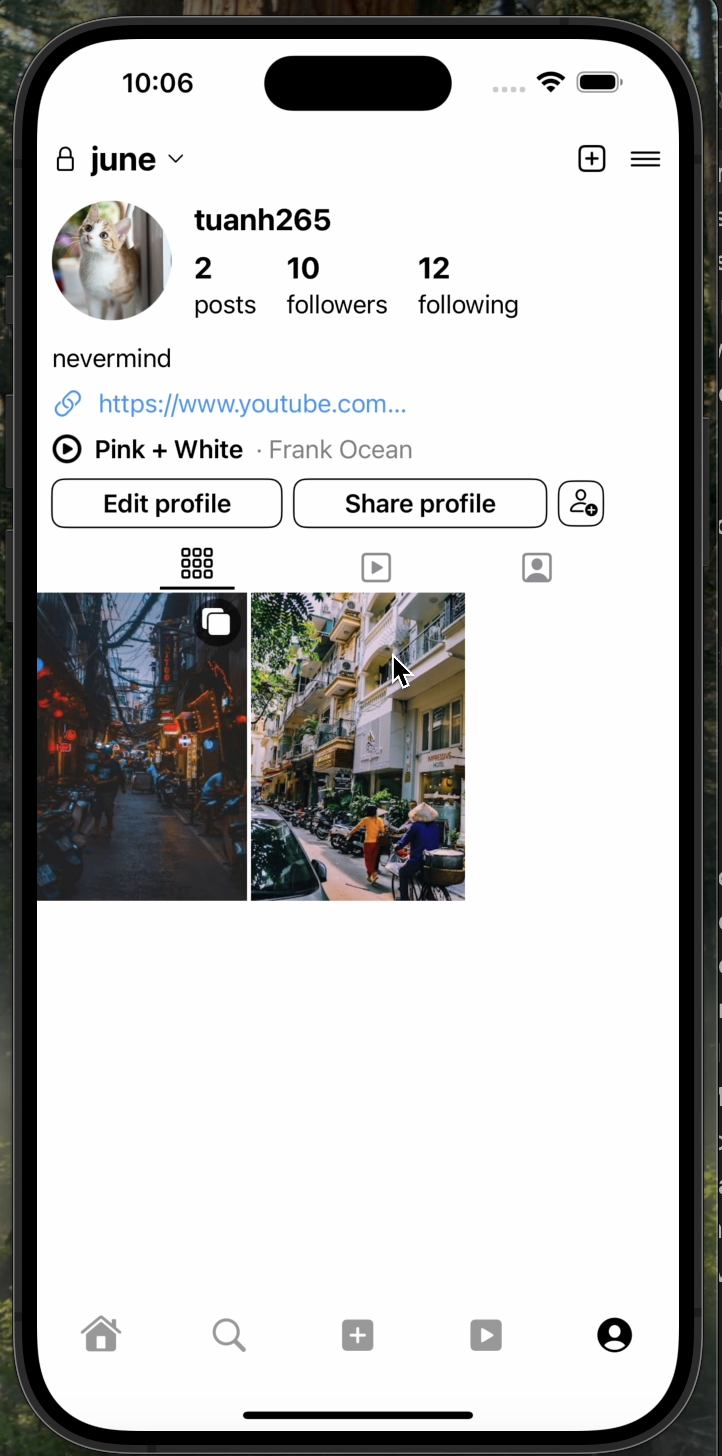 10:06
june
tuanh265
2 10 12
posts followers following
nevermind
https://www.youtube.com...
Pink + White · Frank Ocean
Edit profile Share profile